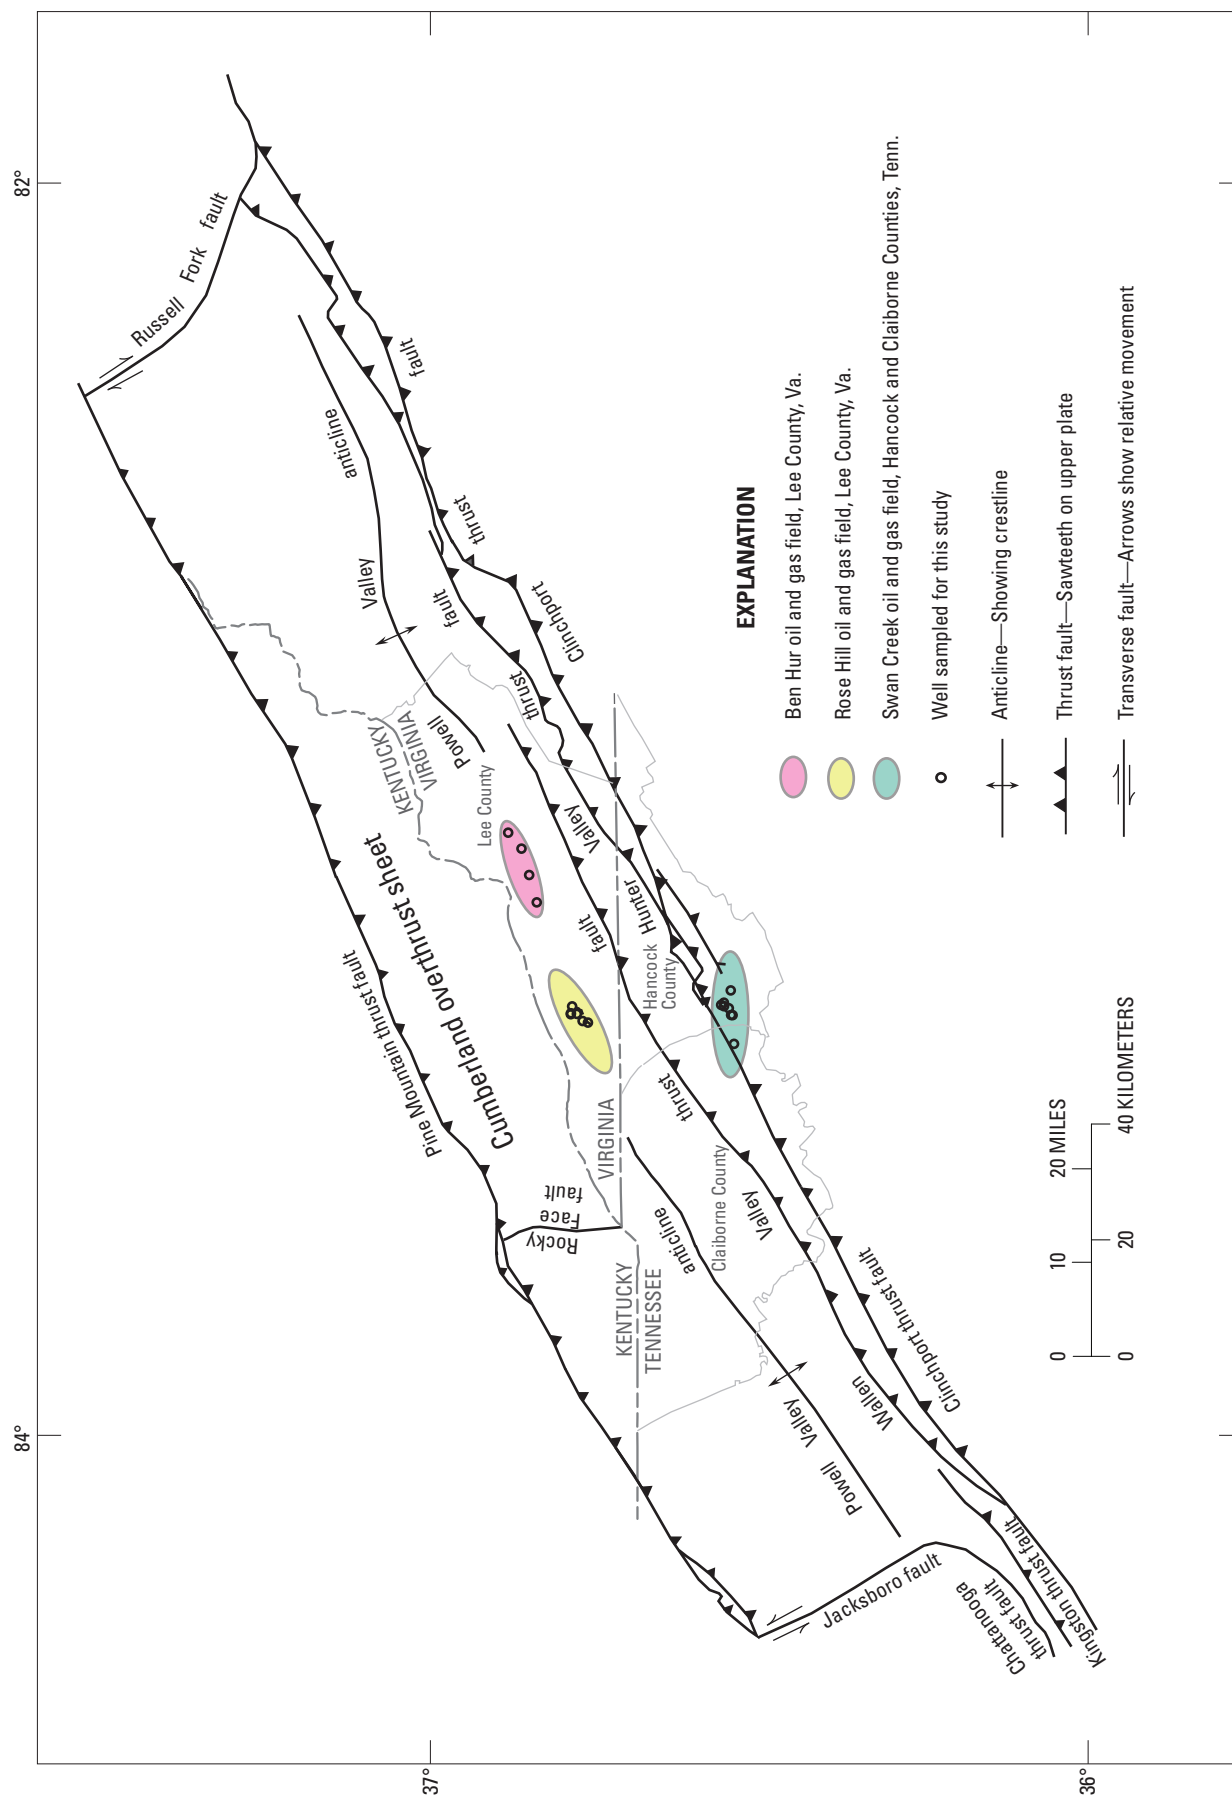 84°
82°
37°
36°
Russell Fork fault
Pine Mountain thrust fault
Cumberland overthrust sheet
KENTUCKY
VIRGINIA
Powell Valley anticline
Lee County
Rocky Face fault
VIRGINIA
KENTUCKY
TENNESSEE
Hancock
County
Claiborne County
Hunter Valley thrust fault
Clinchport thrust fault
Wallen Valley thrust fault
Powell Valley anticline
Clinchport thrust fault
Jacksboro fault
Chattanooga
thrust fault
Kingston thrust fault
EXPLANATION
Ben Hur oil and gas field, Lee County, Va.
Rose Hill oil and gas field, Lee County, Va.
Swan Creek oil and gas field, Hancock and Claiborne Counties, Tenn.
Well sampled for this study
Anticline—Showing crestline
Thrust fault—Sawteeth on upper plate
Transverse fault—Arrows show relative movement
0 10 20 MILES
0 20 40 KILOMETERS